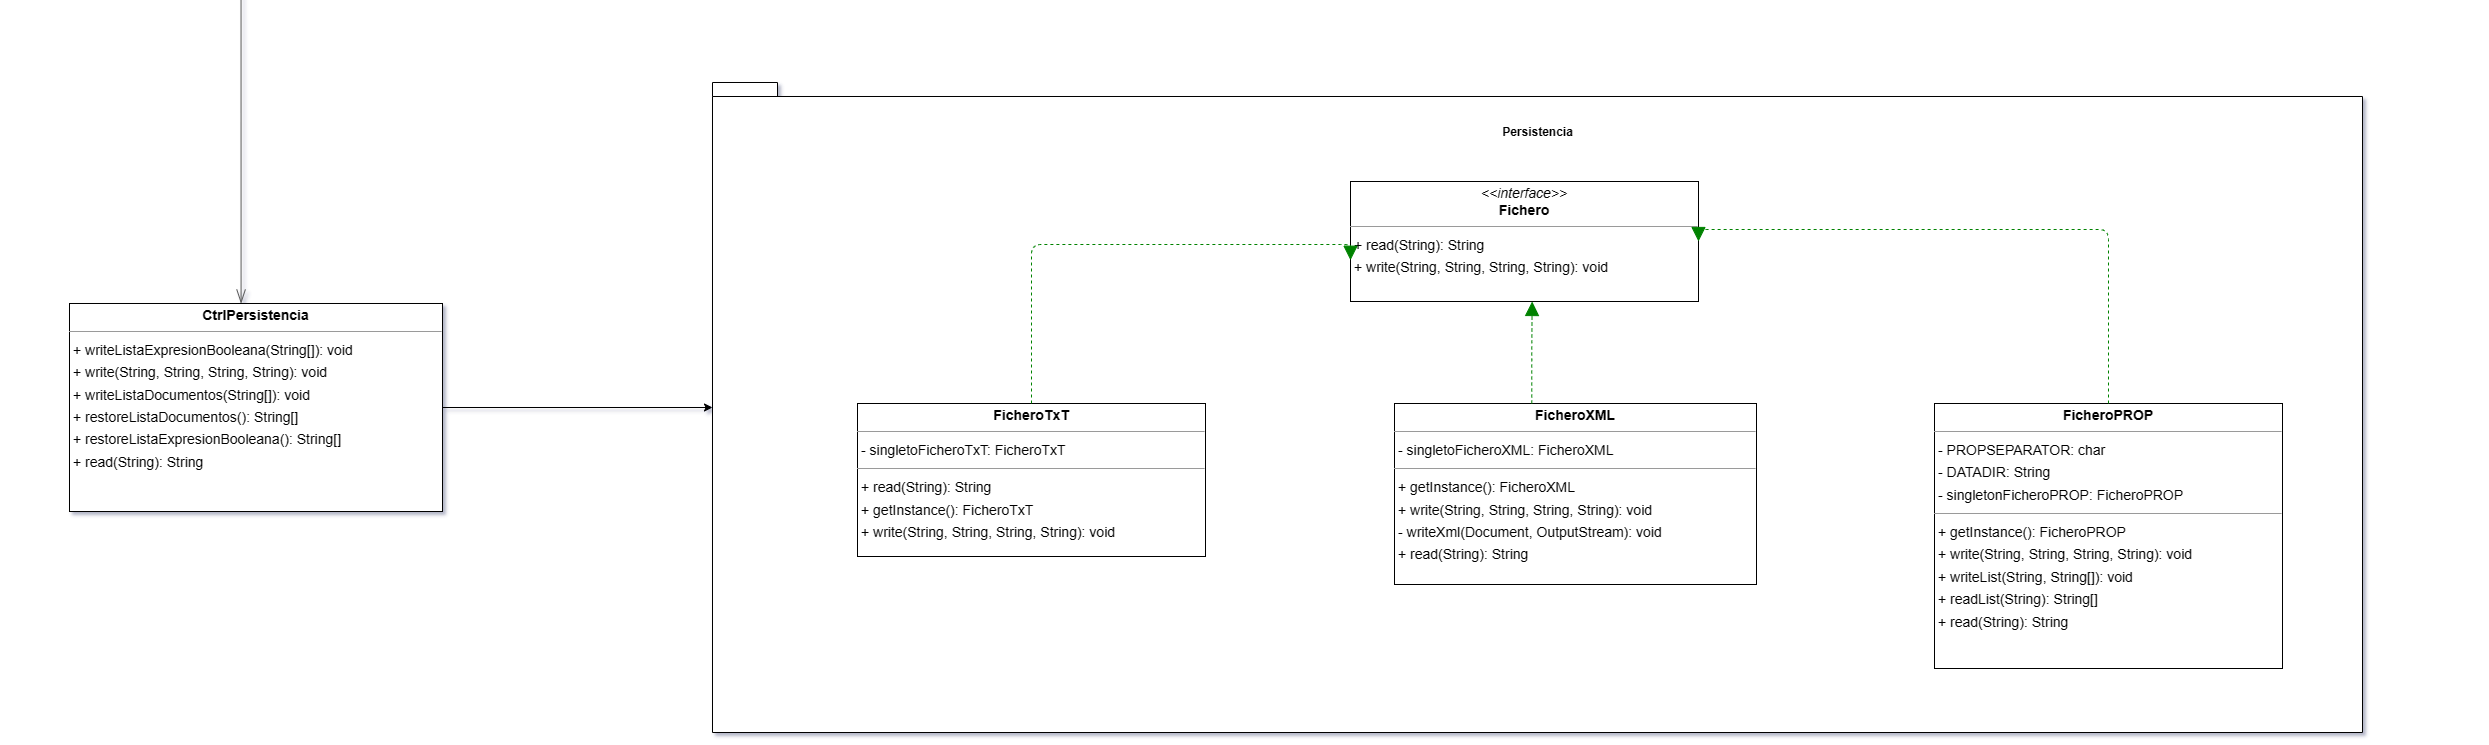 Persistencia
<<interface>>
Fichero
+ read(String): String
+ write(String, String, String, String): void
CtrlPersistencia
+ writeListaExpresionBooleana(String[]): void
+ write(String, String, String, String): void
+ writeListaDocumentos(String[]): void
+ restoreListaDocumentos(): String[]
+ restoreListaExpresionBooleana(): String[]
+ read(String): String
FicheroTxT
- singletoFicheroTxT: FicheroTxT
+ read(String): String
+ getInstance(): FicheroTxT
+ write(String, String, String, String): void
FicheroXML
- singletoFicheroXML: FicheroXML
+ getInstance(): FicheroXML
+ write(String, String, String, String): void
- writeXml(Document, OutputStream): void
+ read(String): String
FicheroPROP
- PROPSEPARATOR: char
- DATADIR: String
- singletonFicheroPROP: FicheroPROP
+ getInstance(): FicheroPROP
+ write(String, String, String, String): void
+ writeList(String, String[]): void
+ readList(String): String[]
+ read(String): String